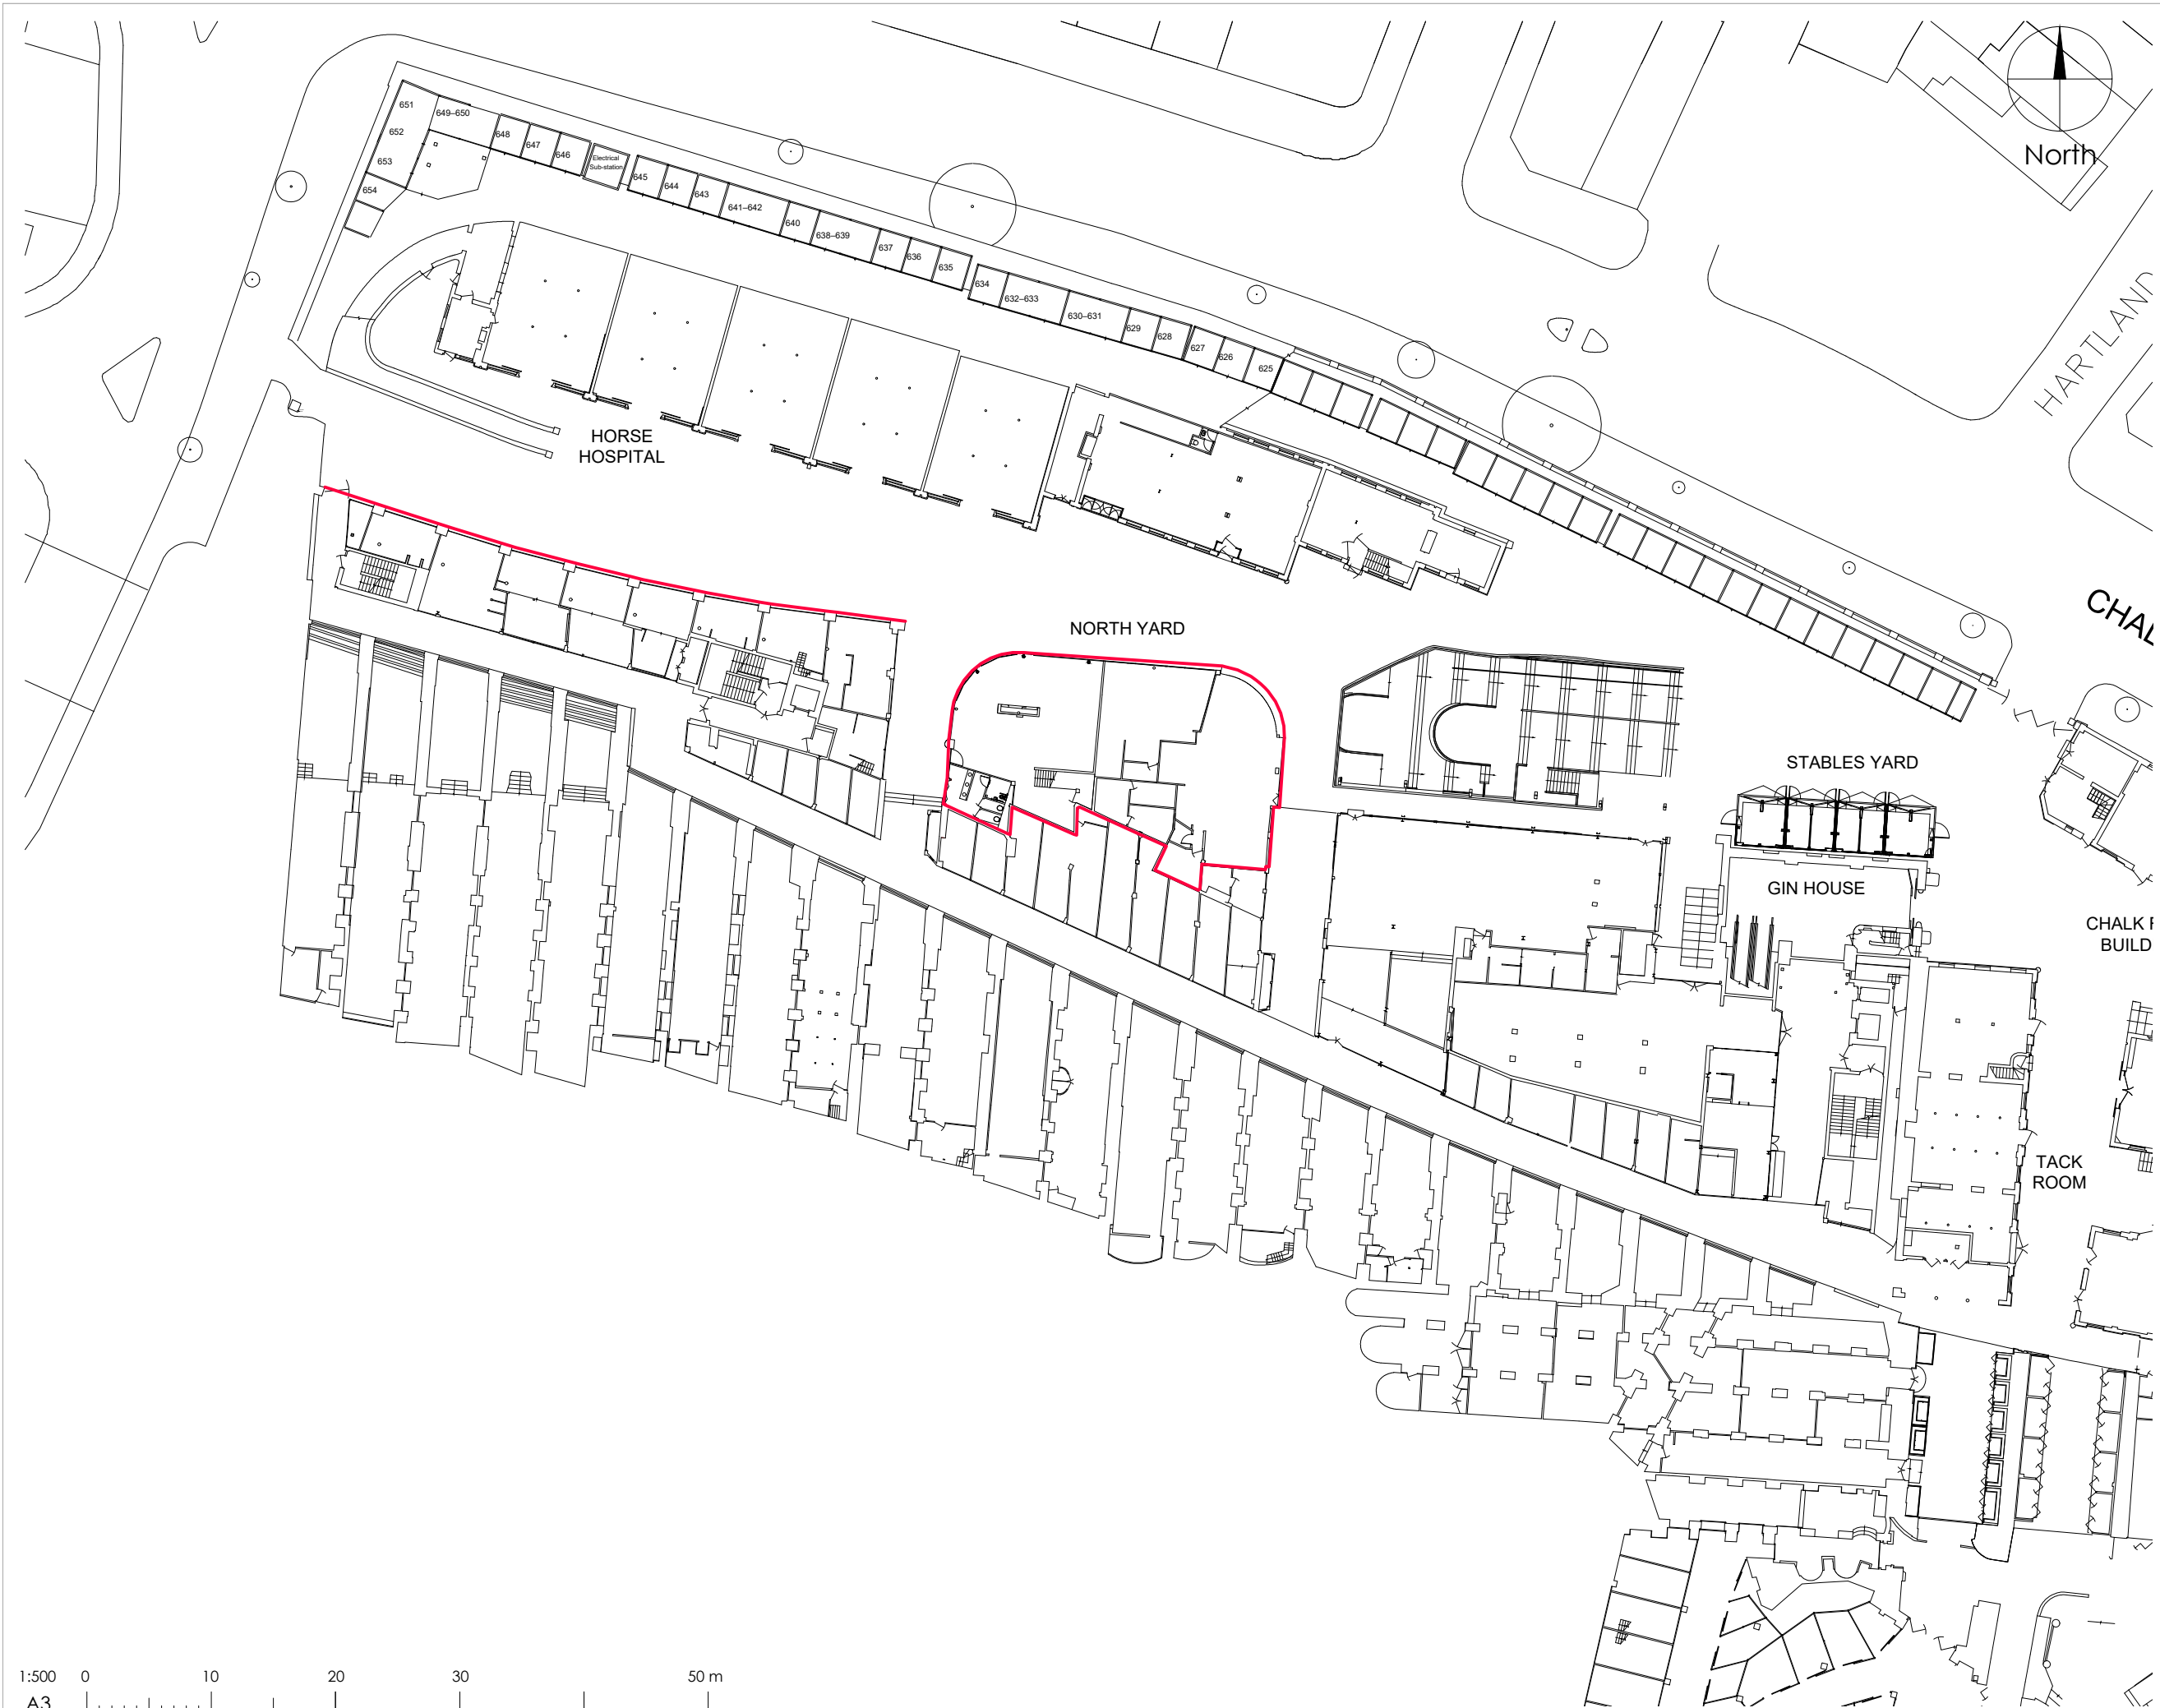 North
651
649–650
652
648
647
646
Electrical
Sub-station
653
645
644
643
654
641–642
640
638–639
637
636
635
634
632–633
630–631
629
628
627
626
625
HARTLAND
HORSE
HOSPITAL
CHAL
NORTH YARD
STABLES YARD
GIN HOUSE
CHALK F
BUILD
TACK
ROOM
1:500 0 10 20 30 50 m
A3